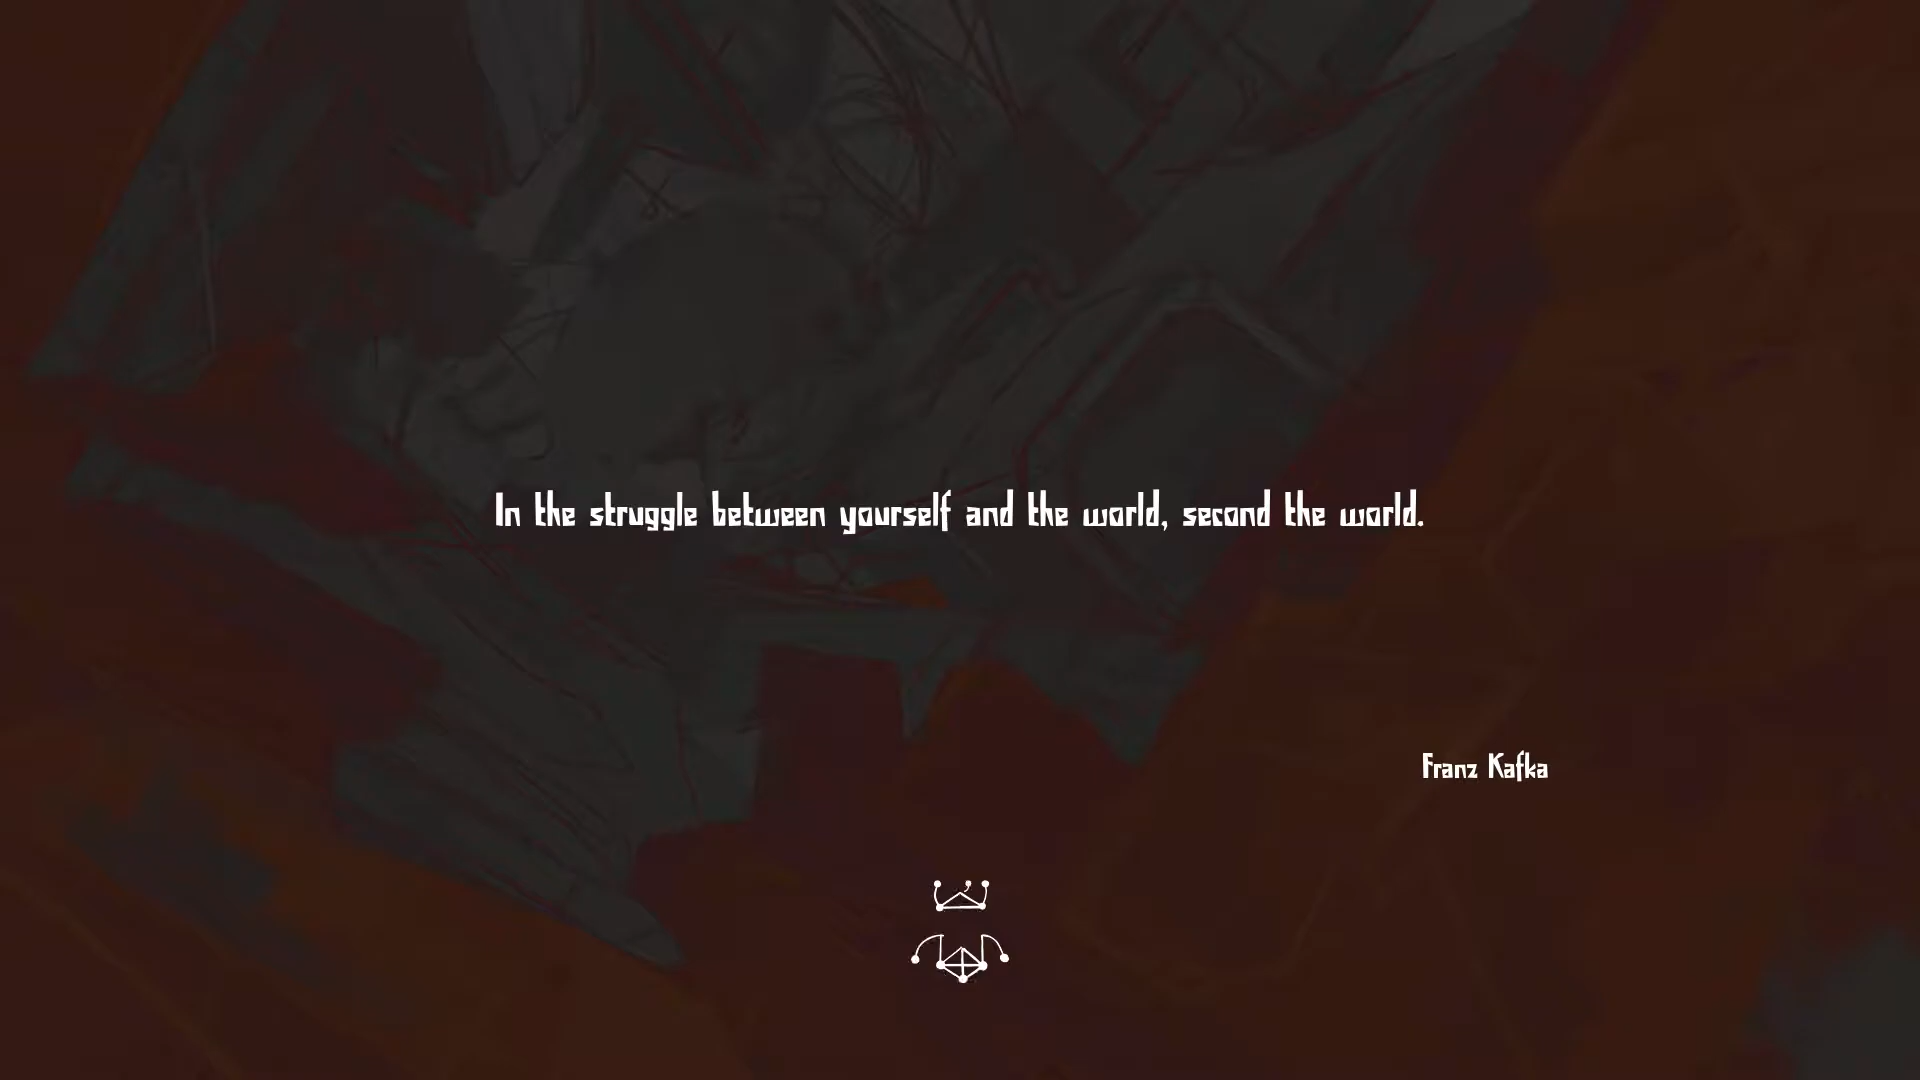 In the struggle between yourself and the world, second the world.
Franz Kafka